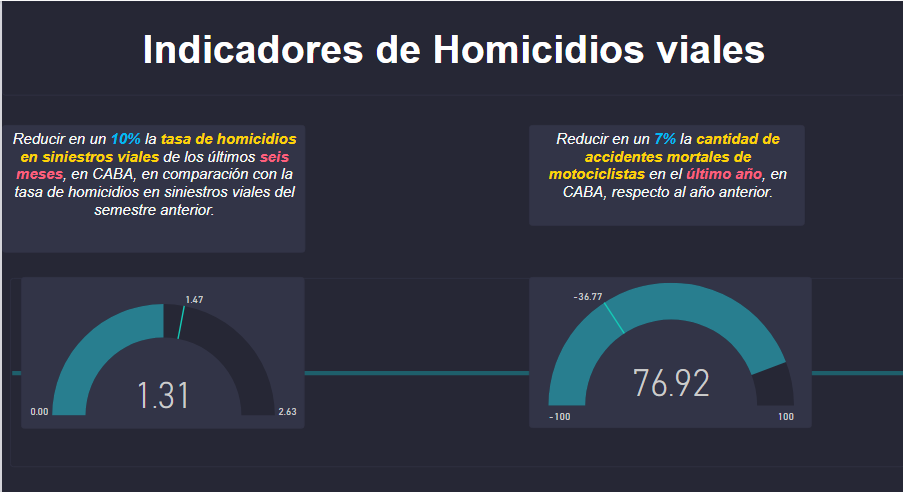 Indicadores de Homicidios viales
Reducir en un 10% la tasa de homicidios
en siniestros viales de los últimos seis
meses, en CABA, en comparación con la
tasa de homicidios en siniestros viales del
semestre anterior.
Reducir en un 7% la cantidad de
accidentes mortales de
motociclistas en el último año, en
CABA, respecto al año anterior.
1.47
1.31
0.00
2.63
-36.77
76.92
-100
100